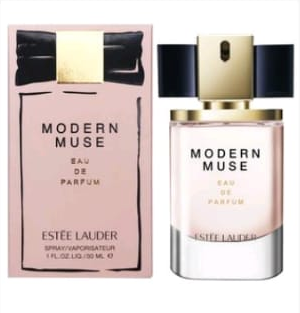 MODERN
MUSE
EAU
DE
PARFUM
ESTĒE LAUDER
SPRAY/VAPORISATEUR
1 FL.OZ.LIQ./30 ML ℮
MODERN
MUSE
EAU
DE
PARFUM
ESTĒE LAUDER